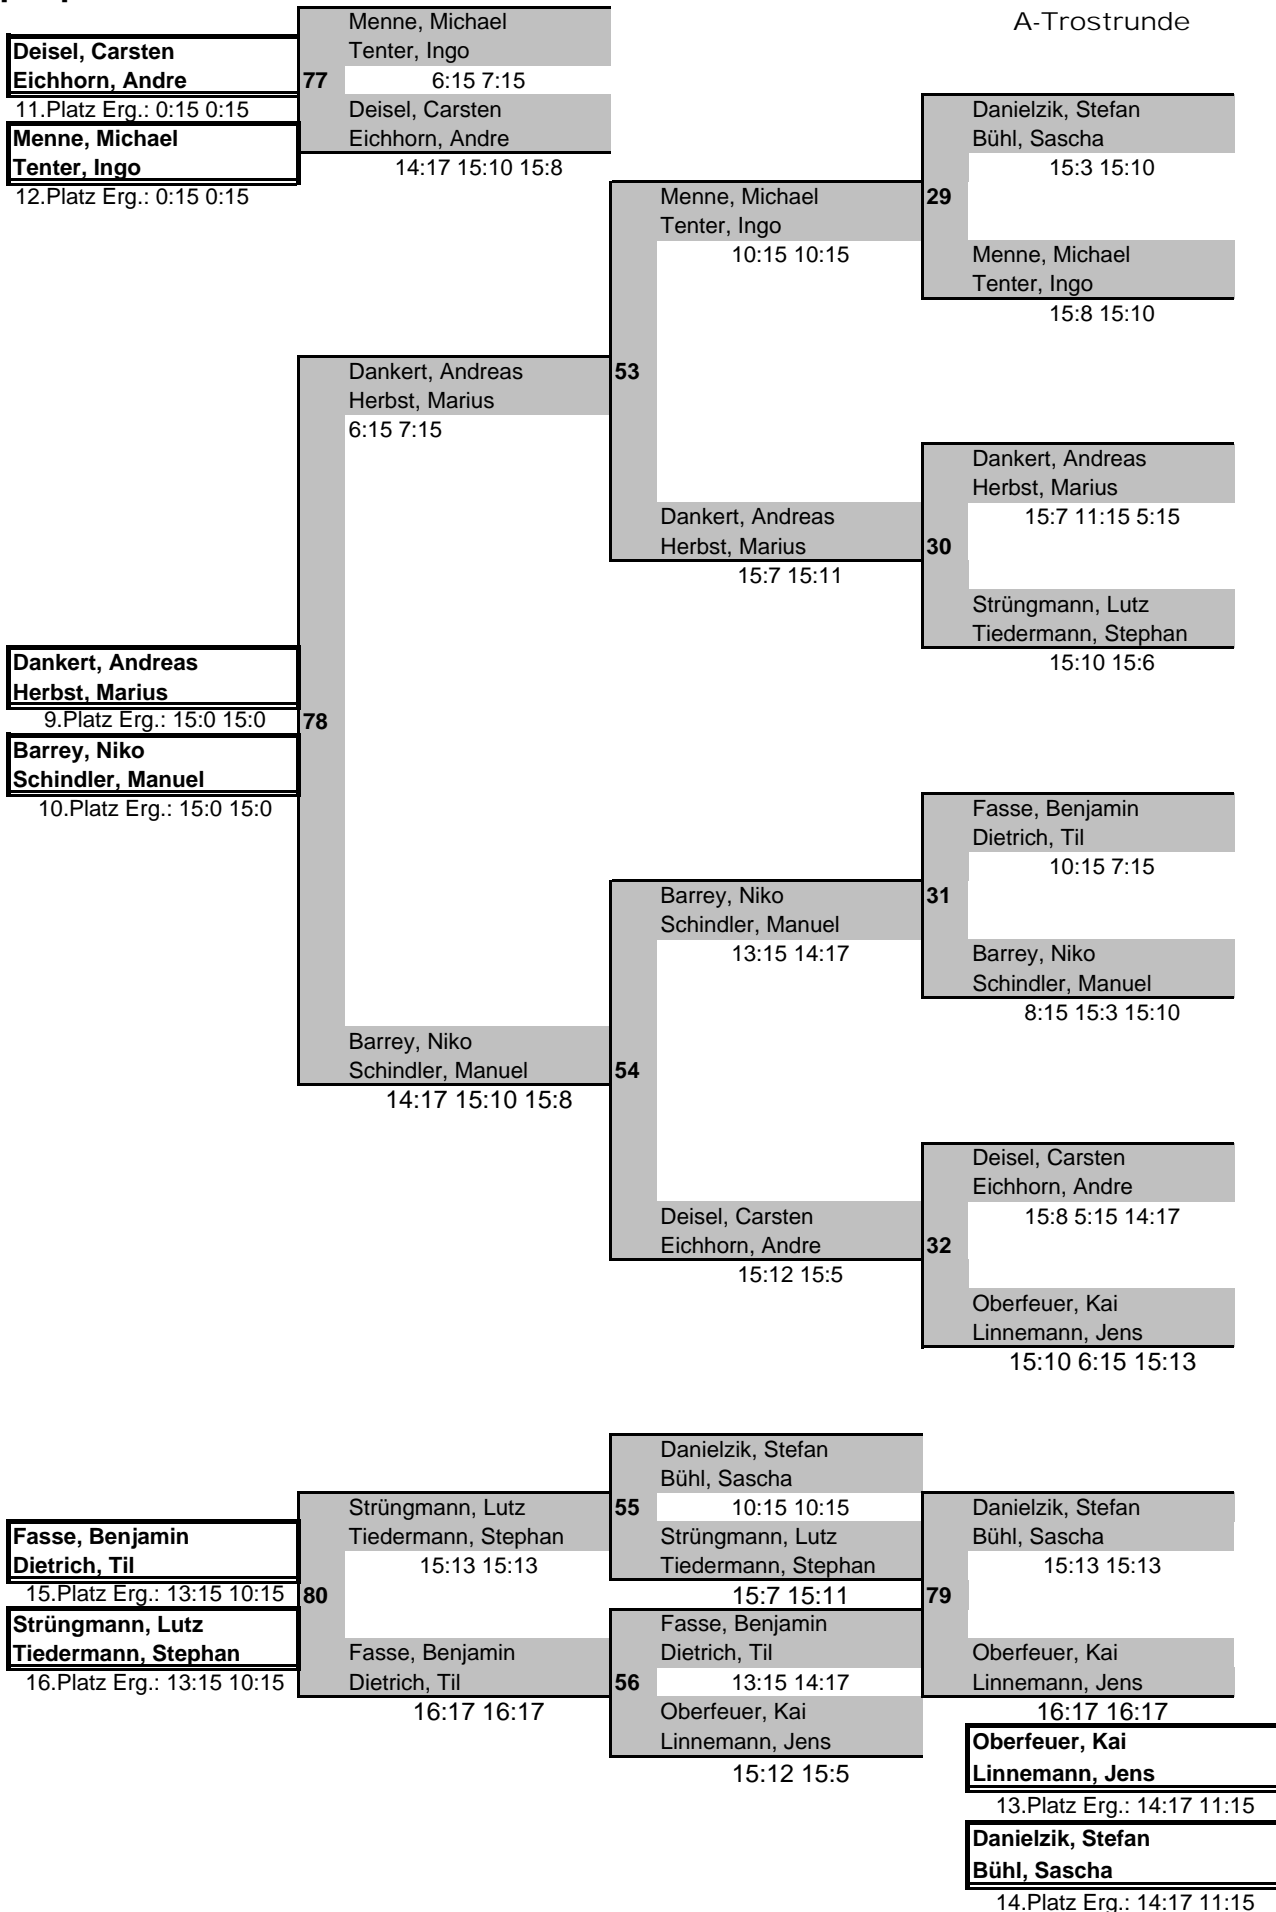 A-Trostrunde
Menne, Michael
Tenter, Ingo
6:15 7:15
77
Deisel, Carsten
Eichhorn, Andre
14:17 15:10 15:8
Deisel, Carsten
Eichhorn, Andre
11.Platz Erg.: 0:15 0:15
Menne, Michael
Tenter, Ingo
12.Platz Erg.: 0:15 0:15
Danielzik, Stefan
Bühl, Sascha
15:3 15:10
29
Menne, Michael
Tenter, Ingo
15:8 15:10
Menne, Michael
Tenter, Ingo
10:15 10:15
53
Dankert, Andreas
Herbst, Marius
15:7 15:11
Dankert, Andreas
Herbst, Marius
6:15 7:15
Dankert, Andreas
Herbst, Marius
15:7 11:15 5:15
30
Strüngmann, Lutz
Tiedermann, Stephan
15:10 15:6
Dankert, Andreas
Herbst, Marius
9.Platz Erg.: 15:0 15:0
78
Barrey, Niko
Schindler, Manuel
10.Platz Erg.: 15:0 15:0
Fasse, Benjamin
Dietrich, Til
10:15 7:15
31
Barrey, Niko
Schindler, Manuel
8:15 15:3 15:10
Barrey, Niko
Schindler, Manuel
13:15 14:17
Barrey, Niko
Schindler, Manuel
14:17 15:10 15:8
54
Deisel, Carsten
Eichhorn, Andre
15:12 15:5
Deisel, Carsten
Eichhorn, Andre
15:8 5:15 14:17
32
Oberfeuer, Kai
Linnemann, Jens
15:10 6:15 15:13
Danielzik, Stefan
Bühl, Sascha
55
10:15 10:15
Strüngmann, Lutz
Tiedermann, Stephan
15:7 15:11
Strüngmann, Lutz
Tiedermann, Stephan
15:13 15:13
80
Fasse, Benjamin
Dietrich, Til
16:17 16:17
Fasse, Benjamin
Dietrich, Til
15.Platz Erg.: 13:15 10:15
Strüngmann, Lutz
Tiedermann, Stephan
16.Platz Erg.: 13:15 10:15
Fasse, Benjamin
Dietrich, Til
56
13:15 14:17
Oberfeuer, Kai
Linnemann, Jens
15:12 15:5
Danielzik, Stefan
Bühl, Sascha
15:13 15:13
79
Oberfeuer, Kai
Linnemann, Jens
16:17 16:17
Oberfeuer, Kai
Linnemann, Jens
13.Platz Erg.: 14:17 11:15
Danielzik, Stefan
Bühl, Sascha
14.Platz Erg.: 14:17 11:15